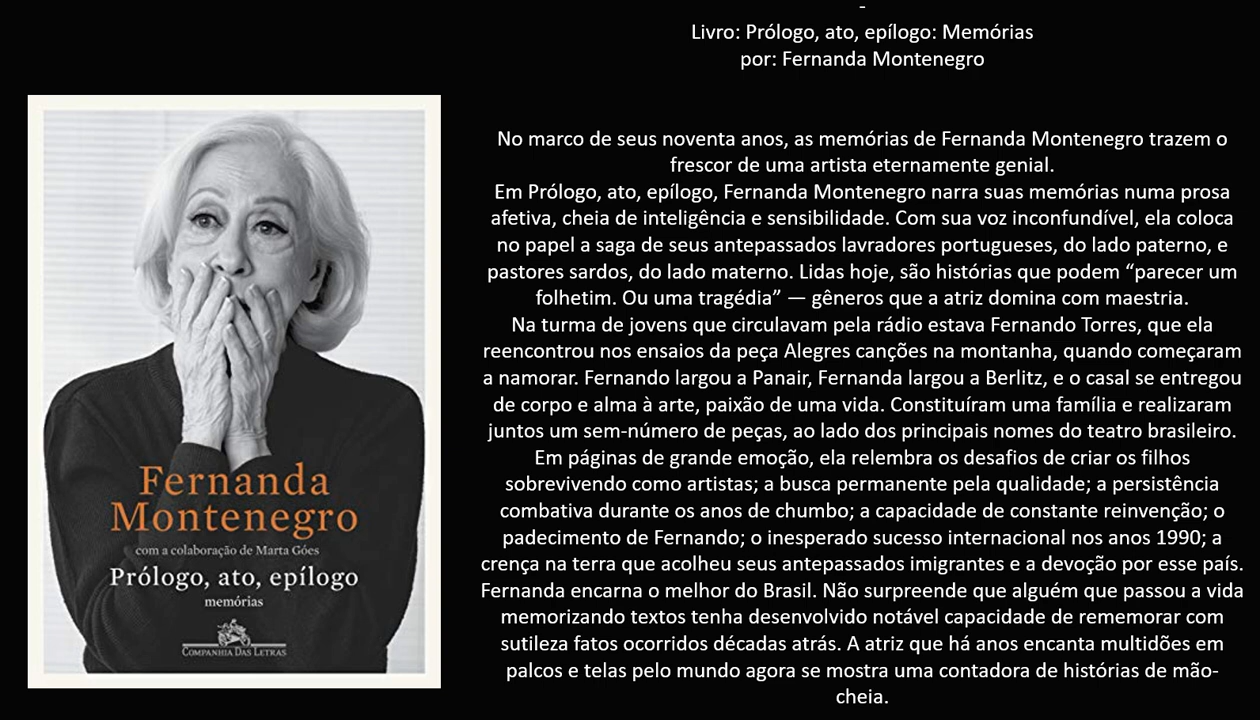 -
Livro: Prólogo, ato, epílogo: Memórias
por: Fernanda Montenegro
No marco de seus noventa anos, as memórias de Fernanda Montenegro trazem o
frescor de uma artista eternamente genial.
Em Prólogo, ato, epílogo, Fernanda Montenegro narra suas memórias numa prosa
afetiva, cheia de inteligência e sensibilidade. Com sua voz inconfundível, ela coloca
no papel a saga de seus antepassados lavradores portugueses, do lado paterno, e
pastores sardos, do lado materno. Lidas hoje, são histórias que podem “parecer um
folhetim. Ou uma tragédia” — gêneros que a atriz domina com maestria.
Na turma de jovens que circulavam pela rádio estava Fernando Torres, que ela
reencontrou nos ensaios da peça Alegres canções na montanha, quando começaram
a namorar. Fernando largou a Panair, Fernanda largou a Berlitz, e o casal se entregou
de corpo e alma à arte, paixão de uma vida. Constituíram uma família e realizaram
juntos um sem-número de peças, ao lado dos principais nomes do teatro brasileiro.
Em páginas de grande emoção, ela relembra os desafios de criar os filhos
sobrevivendo como artistas; a busca permanente pela qualidade; a persistência
combativa durante os anos de chumbo; a capacidade de constante reinvenção; o
padecimento de Fernando; o inesperado sucesso internacional nos anos 1990; a
crença na terra que acolheu seus antepassados imigrantes e a devoção por esse país.
Fernanda encarna o melhor do Brasil. Não surpreende que alguém que passou a vida
memorizando textos tenha desenvolvido notável capacidade de rememorar com
sutileza fatos ocorridos décadas atrás. A atriz que há anos encanta multidões em
palcos e telas pelo mundo agora se mostra uma contadora de histórias de mão-
cheia.
Fernanda
Montenegro
com a colaboração de Marta Góes
Prólogo, ato, epílogo
memórias
COMPANHIA DAS LETRAS